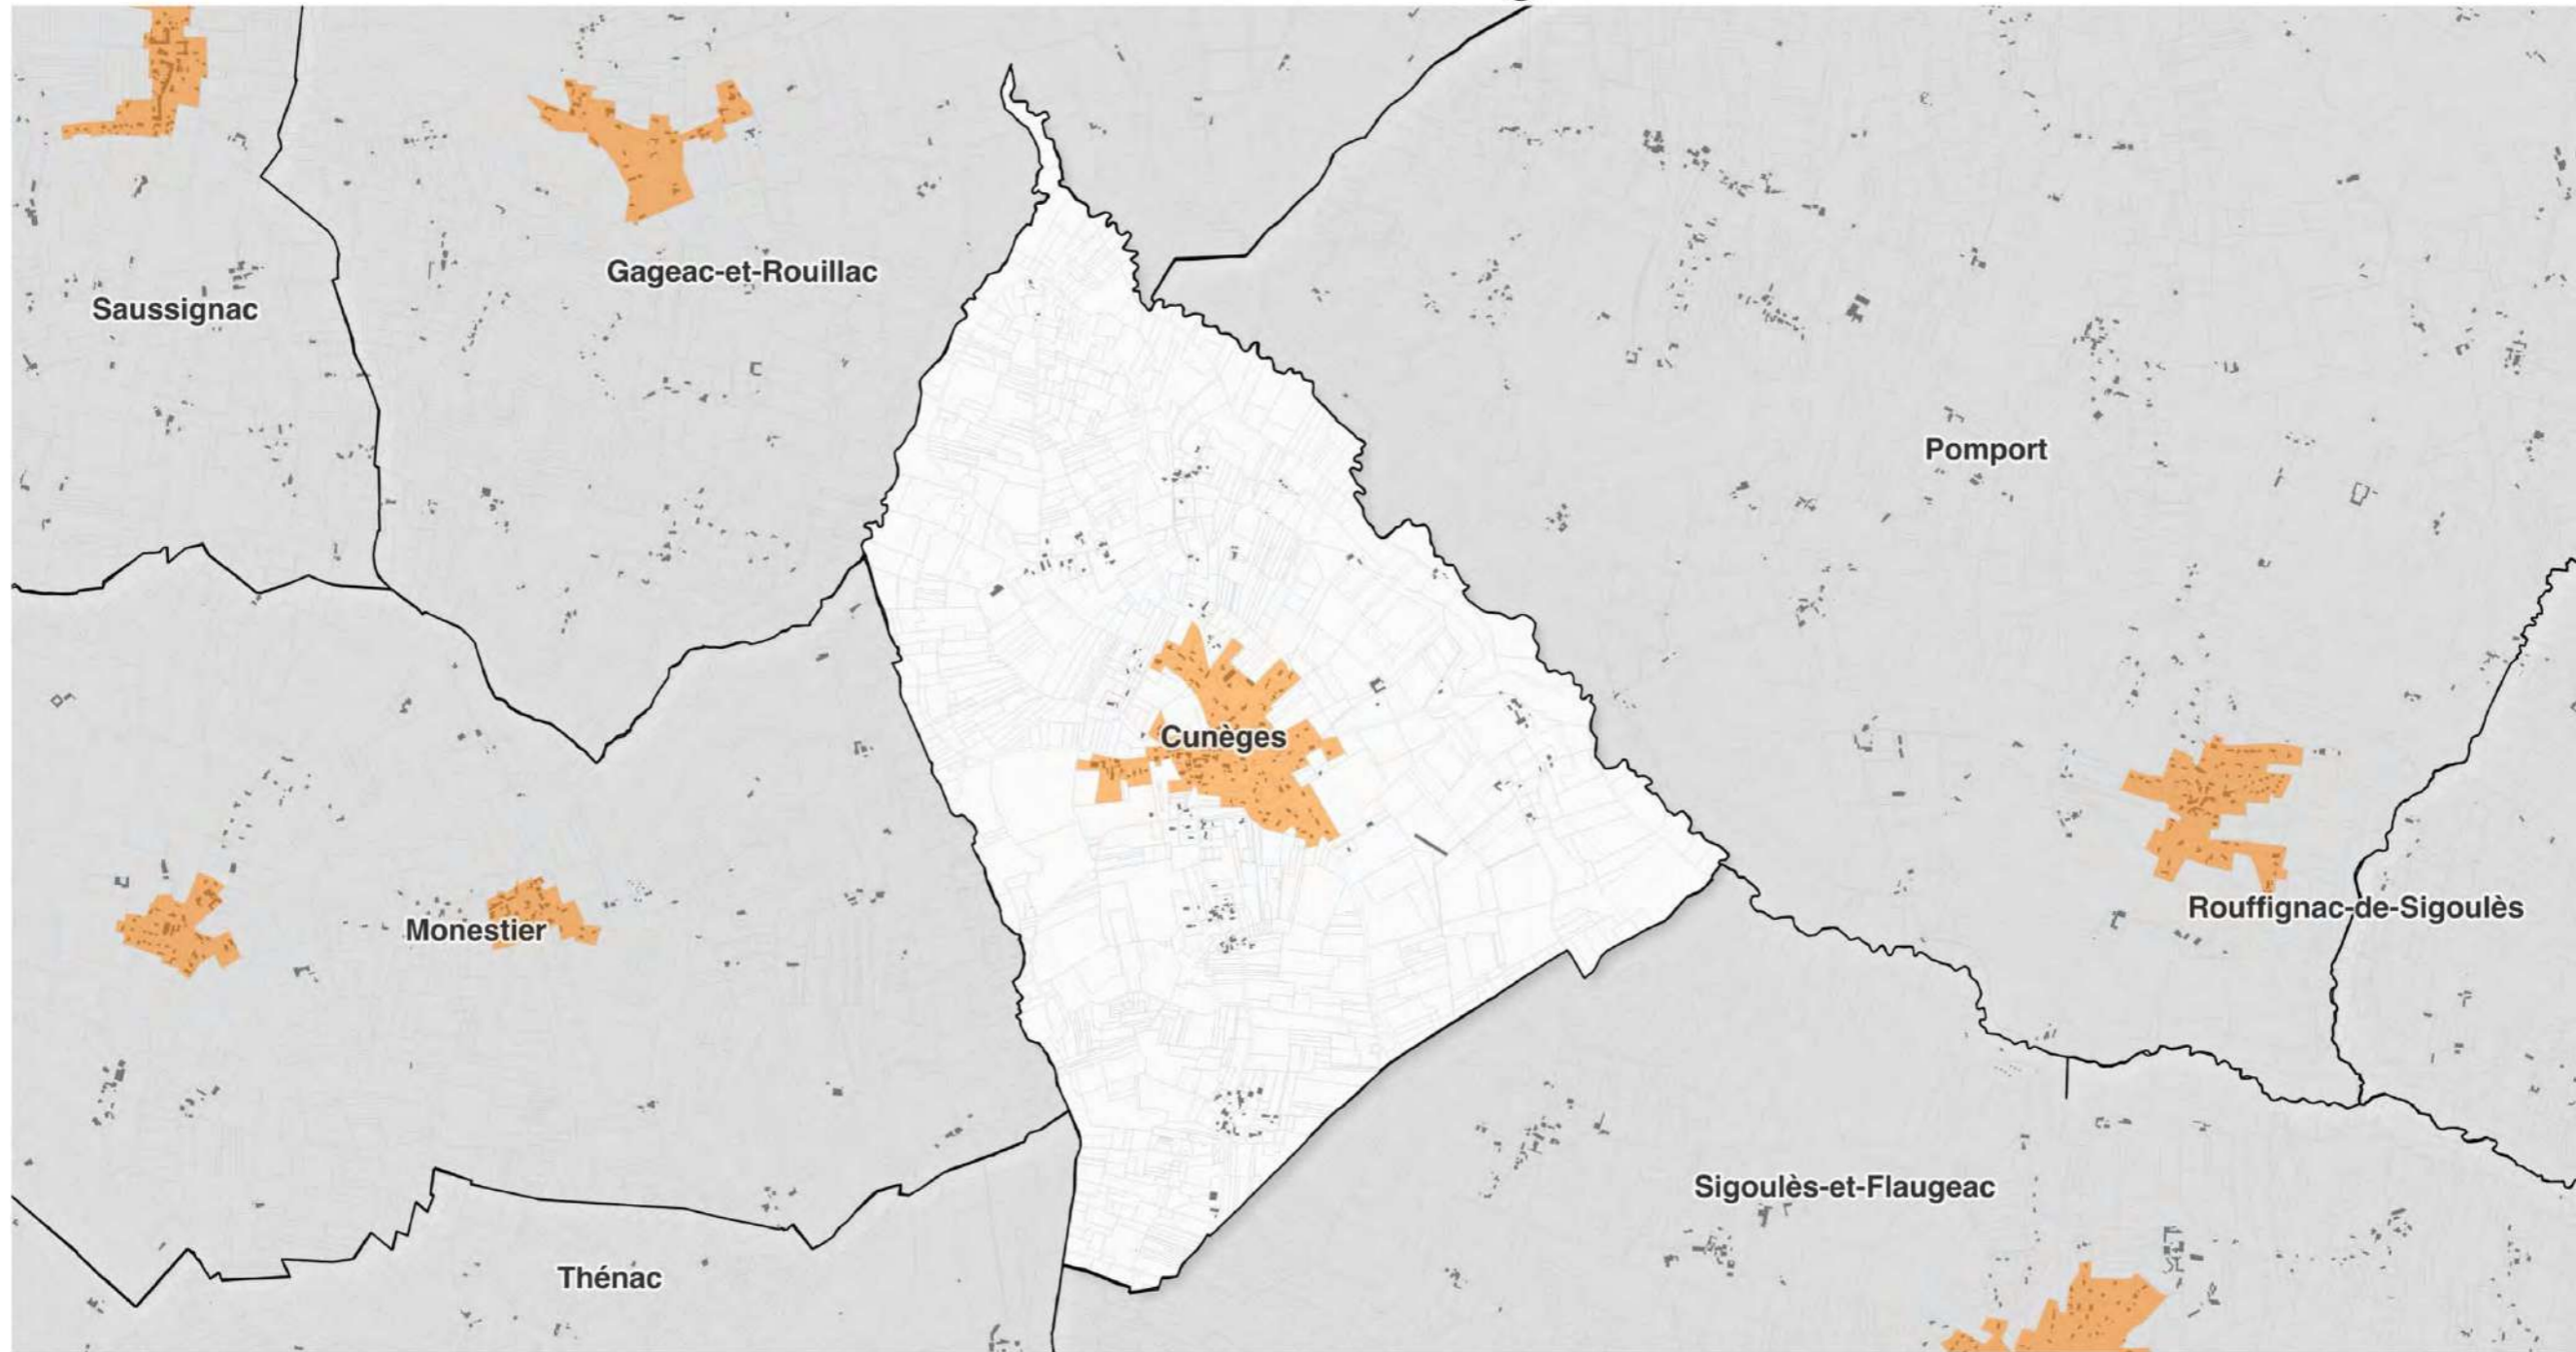 Gageac-et-Rouillac
Saussignac
Pomport
Cunèges
Rouffignac-de-Sigoulès
Monestier
Sigoulès-et-Flaugeac
Thénac